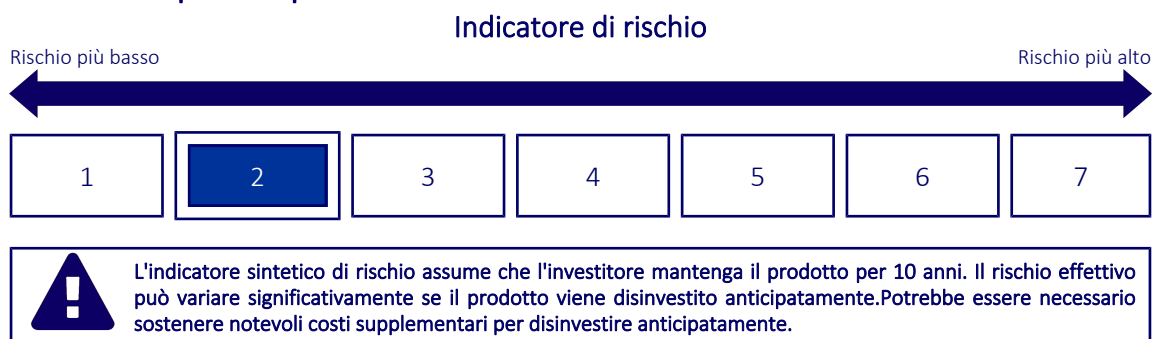 Indicatore di rischio
Rischio più basso
Rischio più alto
1 2 3 4 5 6 7
L'indicatore sintetico di rischio assume che l'investitore mantenga il prodotto per 10 anni. Il rischio effettivo
può variare significativamente se il prodotto viene disinvestito anticipatamente.Potrebbe essere necessario
sostenere notevoli costi supplementari per disinvestire anticipatamente.